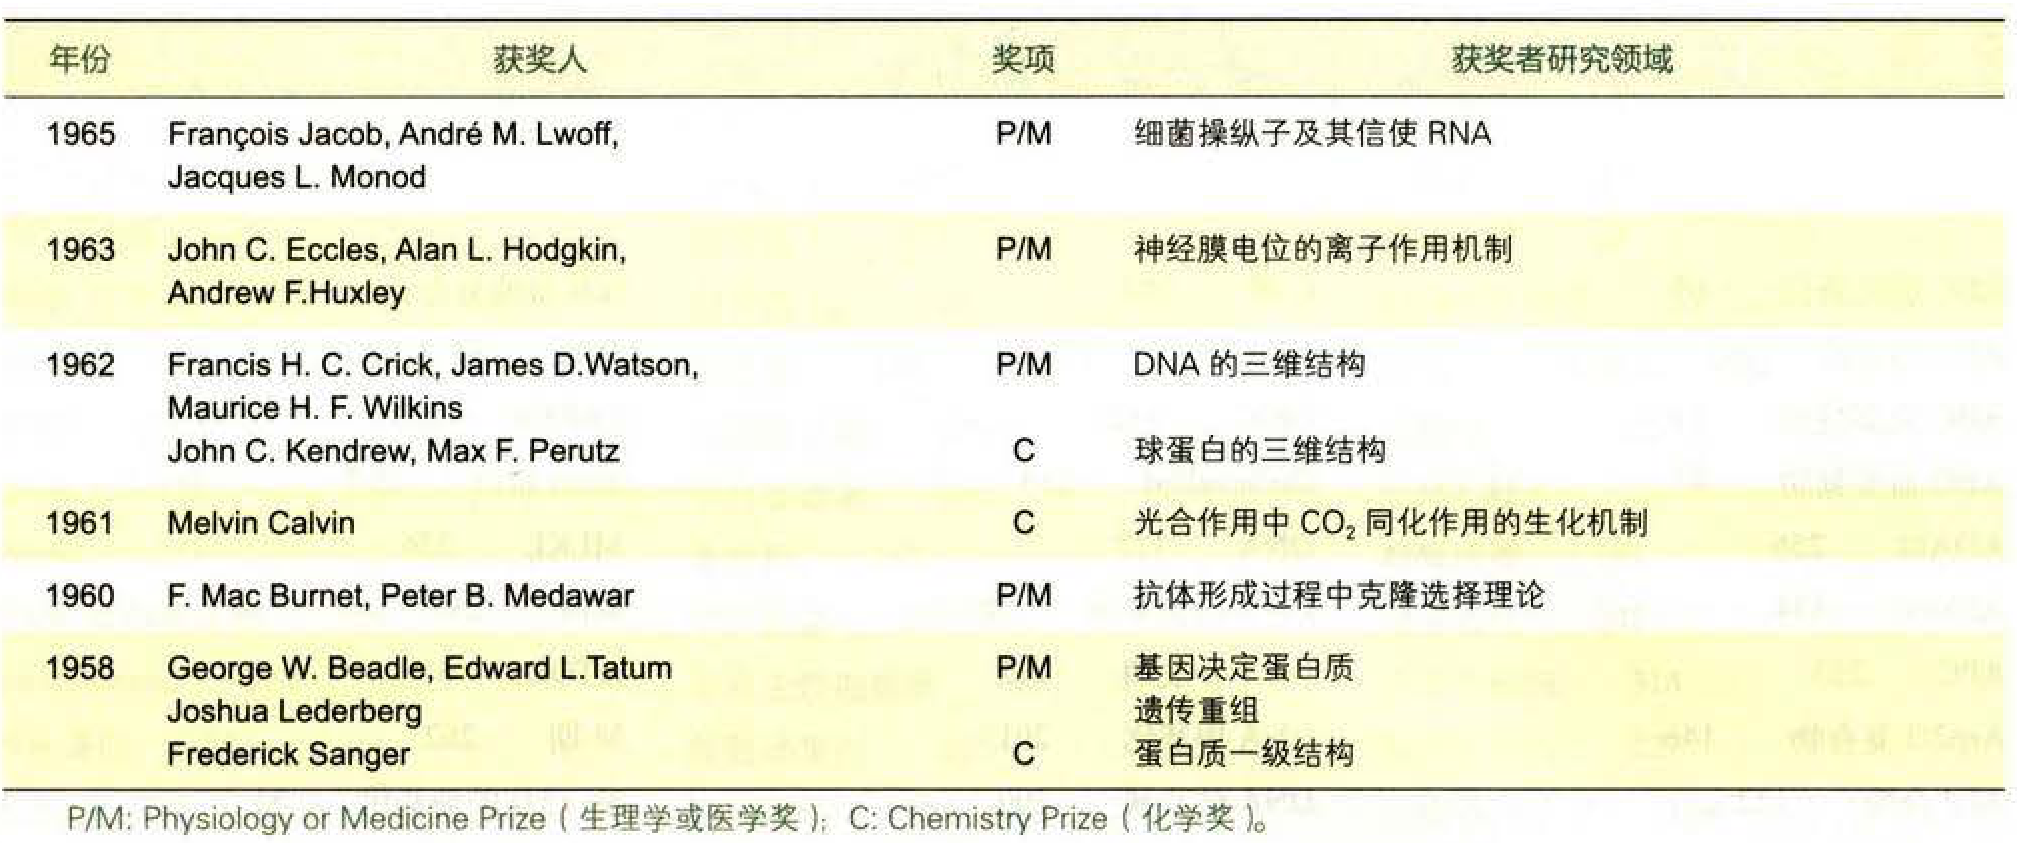 年份 获奖人 奖项 获奖者研究领域
1965 François Jacob, André M. Lwoff, P/M 细菌操纵子及其信使 RNA
Jacques L. Monod
1963 John C. Eccles, Alan L. Hodgkin, P/M 神经膜电位的离子作用机制
Andrew F.Huxley
1962 Francis H. C. Crick, James D.Watson, P/M DNA 的三维结构
Maurice H. F. Wilkins
John C. Kendrew, Max F. Perutz C 球蛋白的三维结构
1961 Melvin Calvin C 光合作用中 CO₂ 同化作用的生化机制
1960 F. Mac Burnet, Peter B. Medawar P/M 抗体形成过程中克隆选择理论
1958 George W. Beadle, Edward L.Tatum P/M 基因决定蛋白质
Joshua Lederberg 遗传重组
Frederick Sanger C 蛋白质一级结构
P/M: Physiology or Medicine Prize（生理学或医学奖）；C: Chemistry Prize（化学奖）。